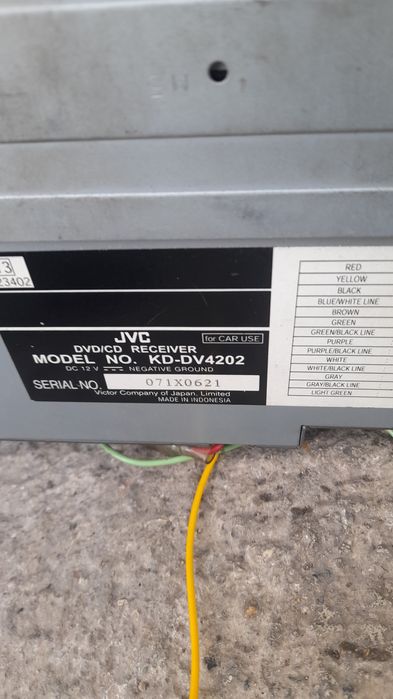 3
23402
JVC
for CAR USE
DVD/CD RECEIVER
MODEL NO. KD-DV4202
DC 12 V NEGATIVE GROUND
SERIAL NO. 071X0621
Victor Company of Japan, Limited
MADE IN INDONESIA
RED
YELLOW
BLACK
BLUE/WHITE LINE
BROWN
GREEN
GREEN/BLACK LINE
PURPLE
PURPLE/BLACK LINE
WHITE
WHITE/BLACK LINE
GRAY
GRAY/BLACK LINE
LIGHT GREEN